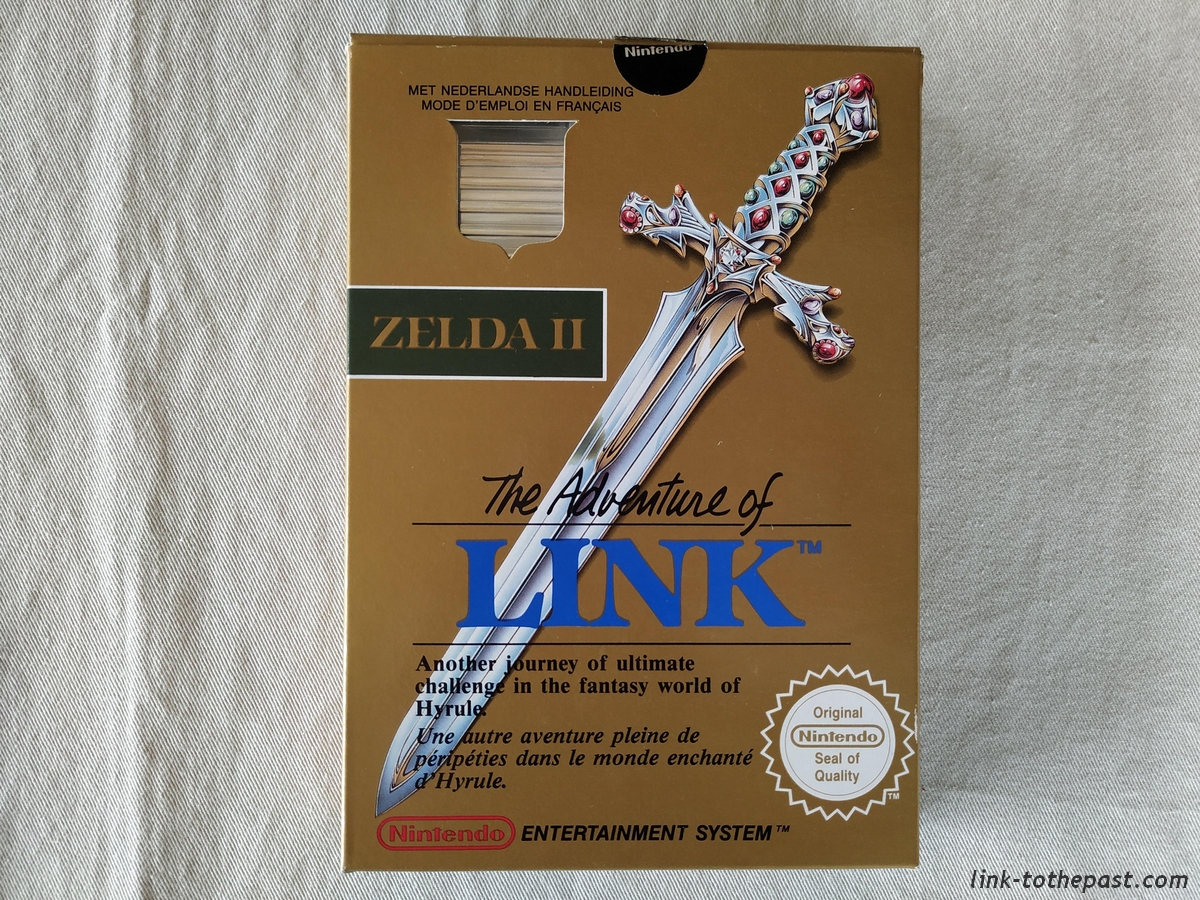 Nintendo
MET NEDERLANDSE HANDLEIDING
MODE D'EMPLOI EN FRANÇAIS
ZELDA II
The Adventure of
LINK™
Another journey of ultimate
challenge in the fantasy world of
Hyrule.
Une autre aventure pleine de
péripéties dans le monde enchanté
d'Hyrule.
Original
Nintendo
Seal of
Quality
TM
Nintendo ENTERTAINMENT SYSTEM™
link-tothepast.com